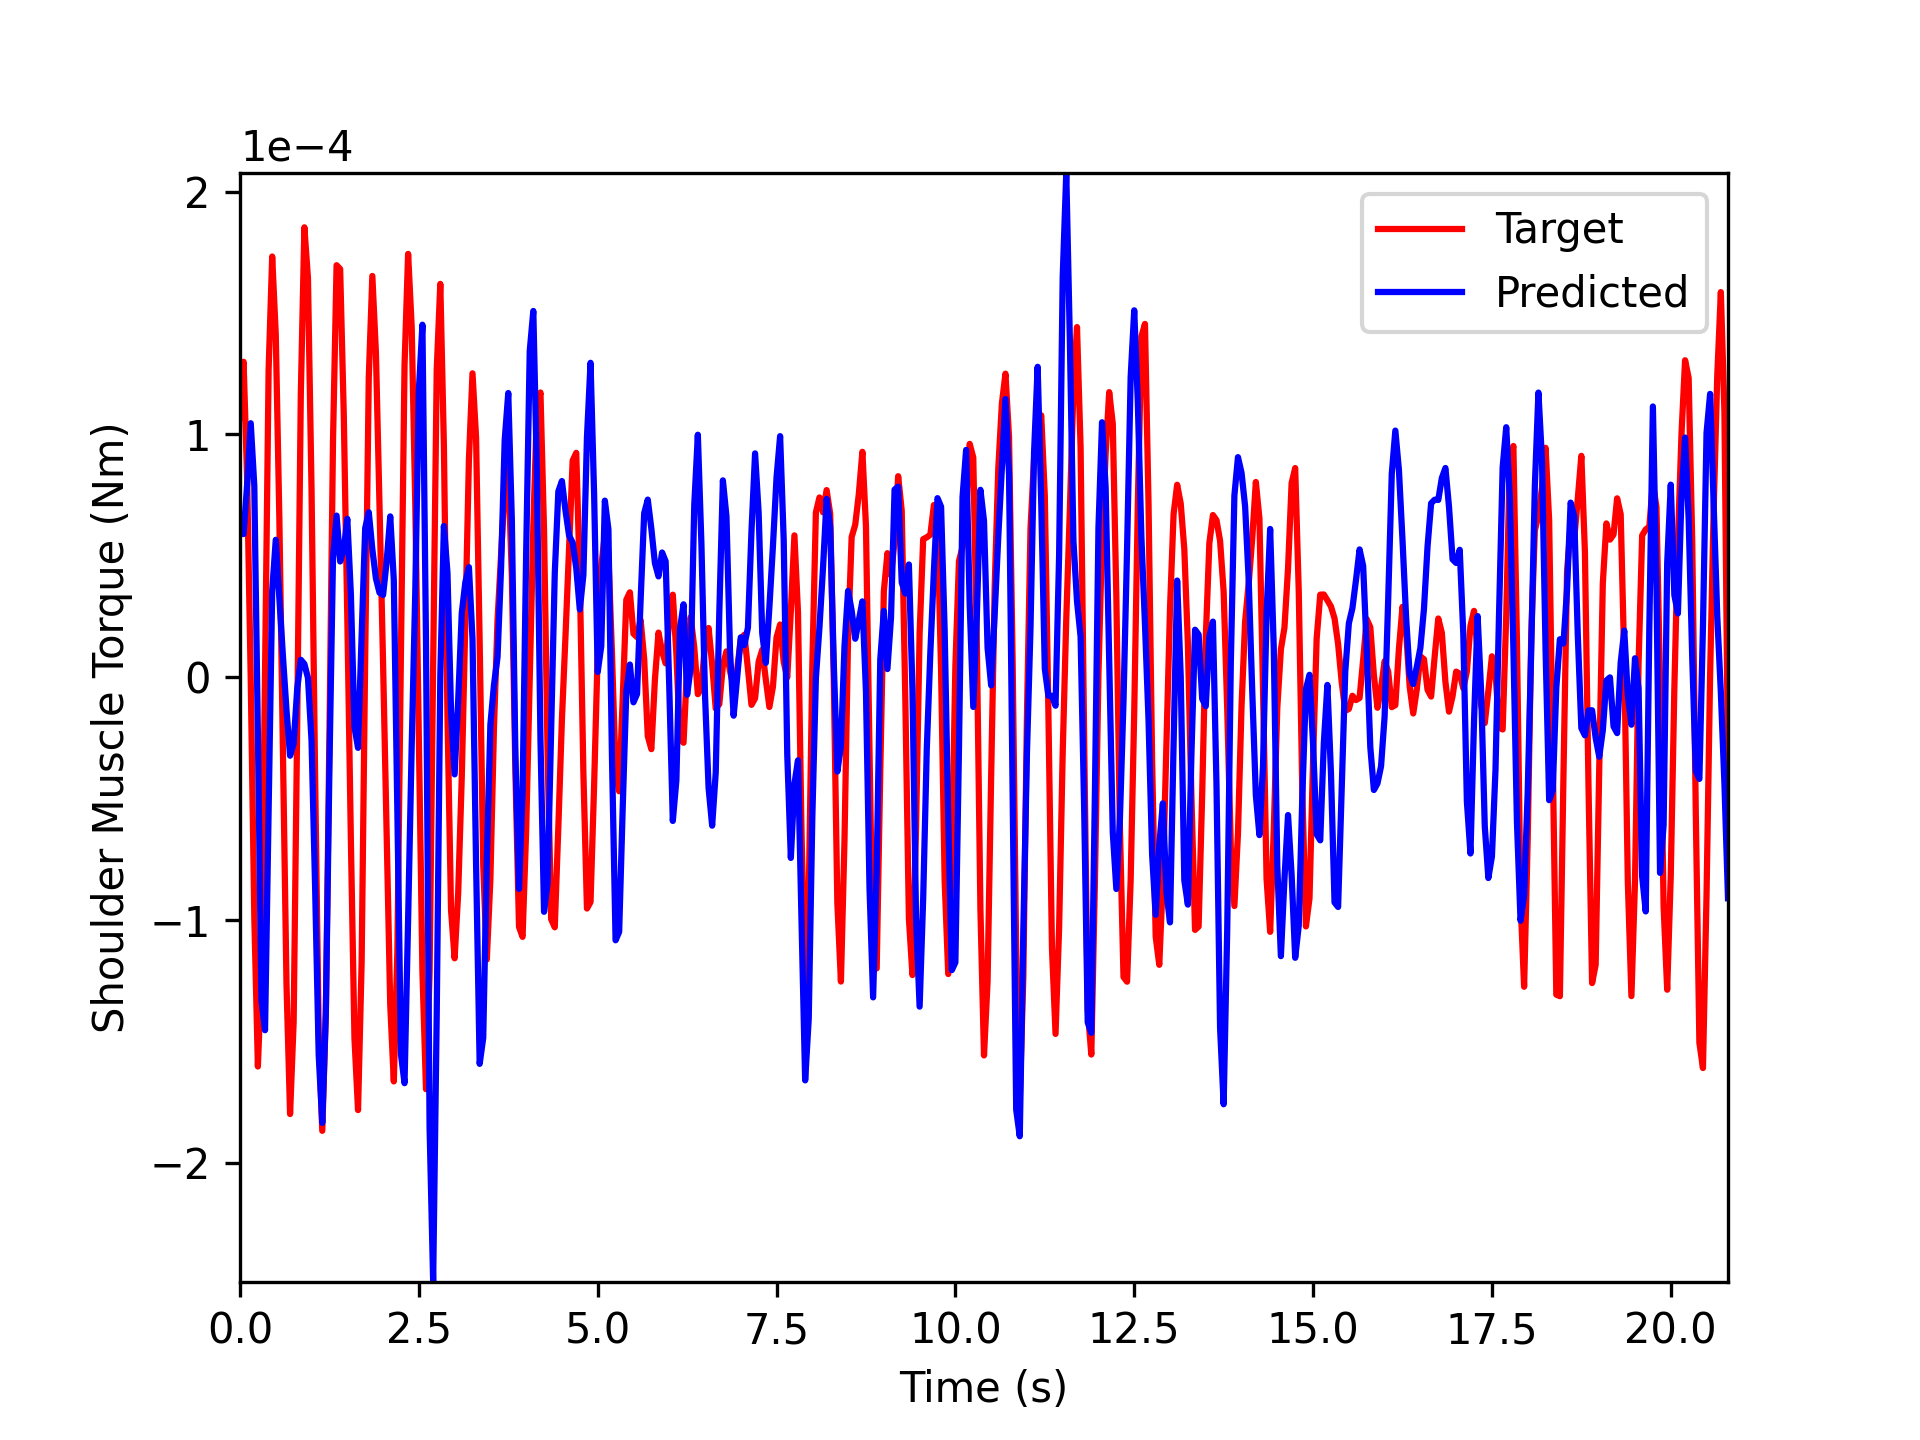 1e−4
2
1
0
−1
−2
Shoulder Muscle Torque (Nm)
Target
Predicted
0.0 2.5 5.0 7.5 10.0 12.5 15.0 17.5 20.0
Time (s)